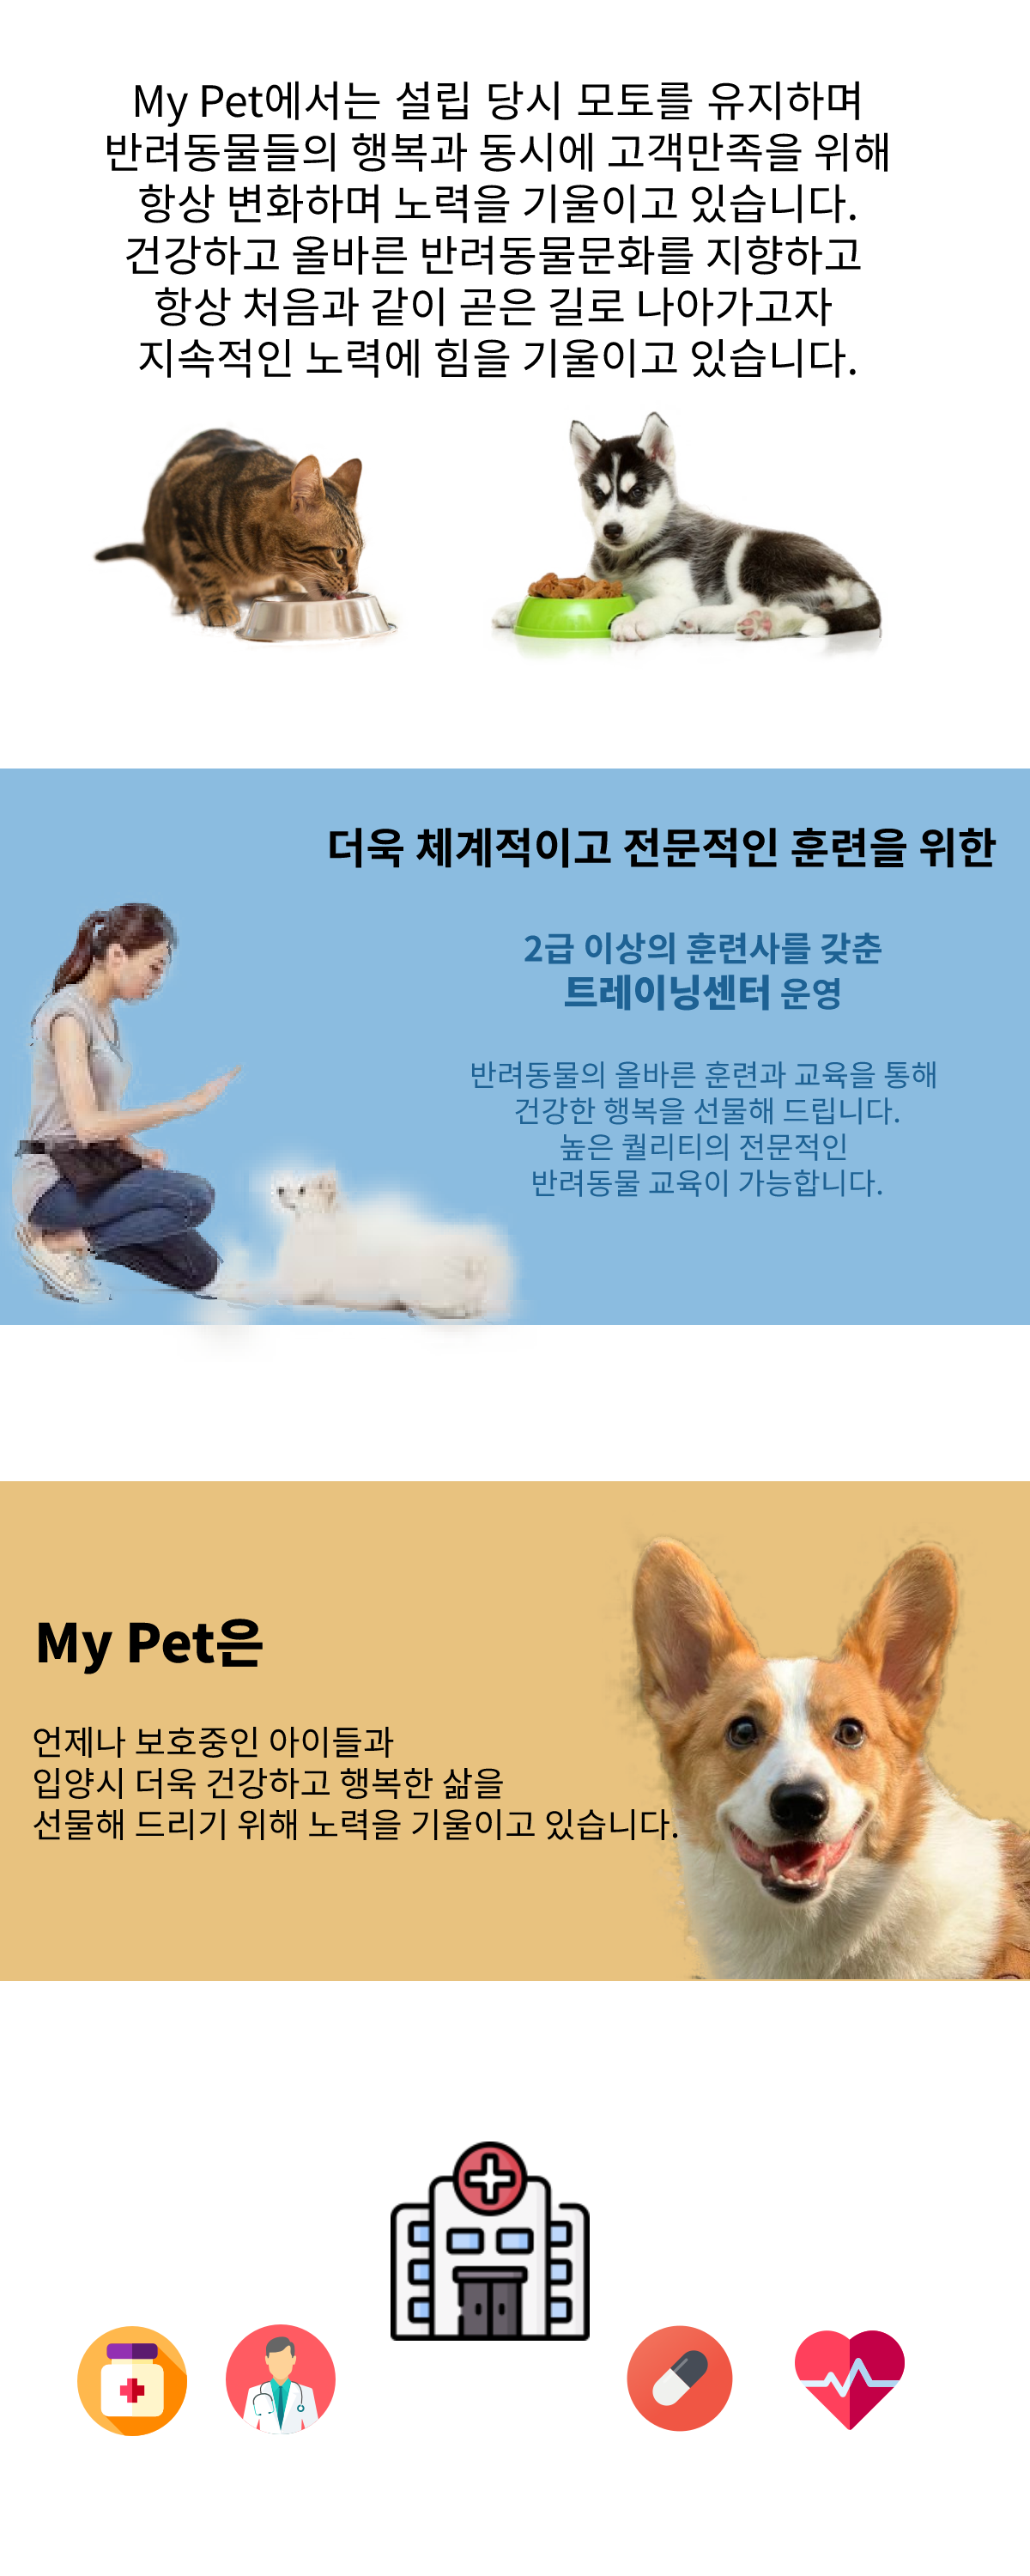 My Pet에서는 설립 당시 모토를 유지하며
반려동물들의 행복과 동시에 고객만족을 위해
항상 변화하며 노력을 기울이고 있습니다.
건강하고 올바른 반려동물문화를 지향하고
항상 처음과 같이 곧은 길로 나아가고자
지속적인 노력에 힘을 기울이고 있습니다.
더욱 체계적이고 전문적인 훈련을 위한
2급 이상의 훈련사를 갖춘
트레이닝센터 운영
반려동물의 올바른 훈련과 교육을 통해
건강한 행복을 선물해 드립니다.
높은 퀄리티의 전문적인
반려동물 교육이 가능합니다.
My Pet은
언제나 보호중인 아이들과
입양시 더욱 건강하고 행복한 삶을
선물해 드리기 위해 노력을 기울이고 있습니다.